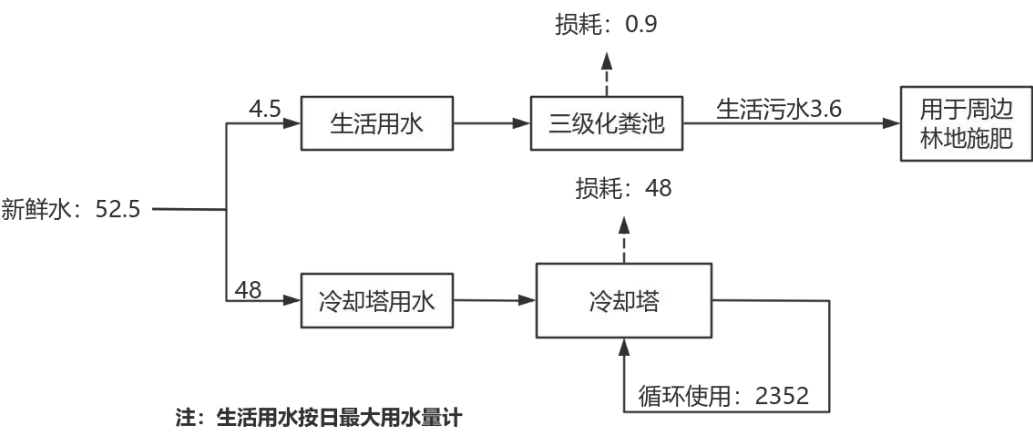 损耗：0.9
4.5
生活用水
三级化粪池
生活污水3.6
用于周边
林地施肥
新鲜水：52.5
损耗：48
48
冷却塔用水
冷却塔
循环使用：2352
注：生活用水按日最大用水量计